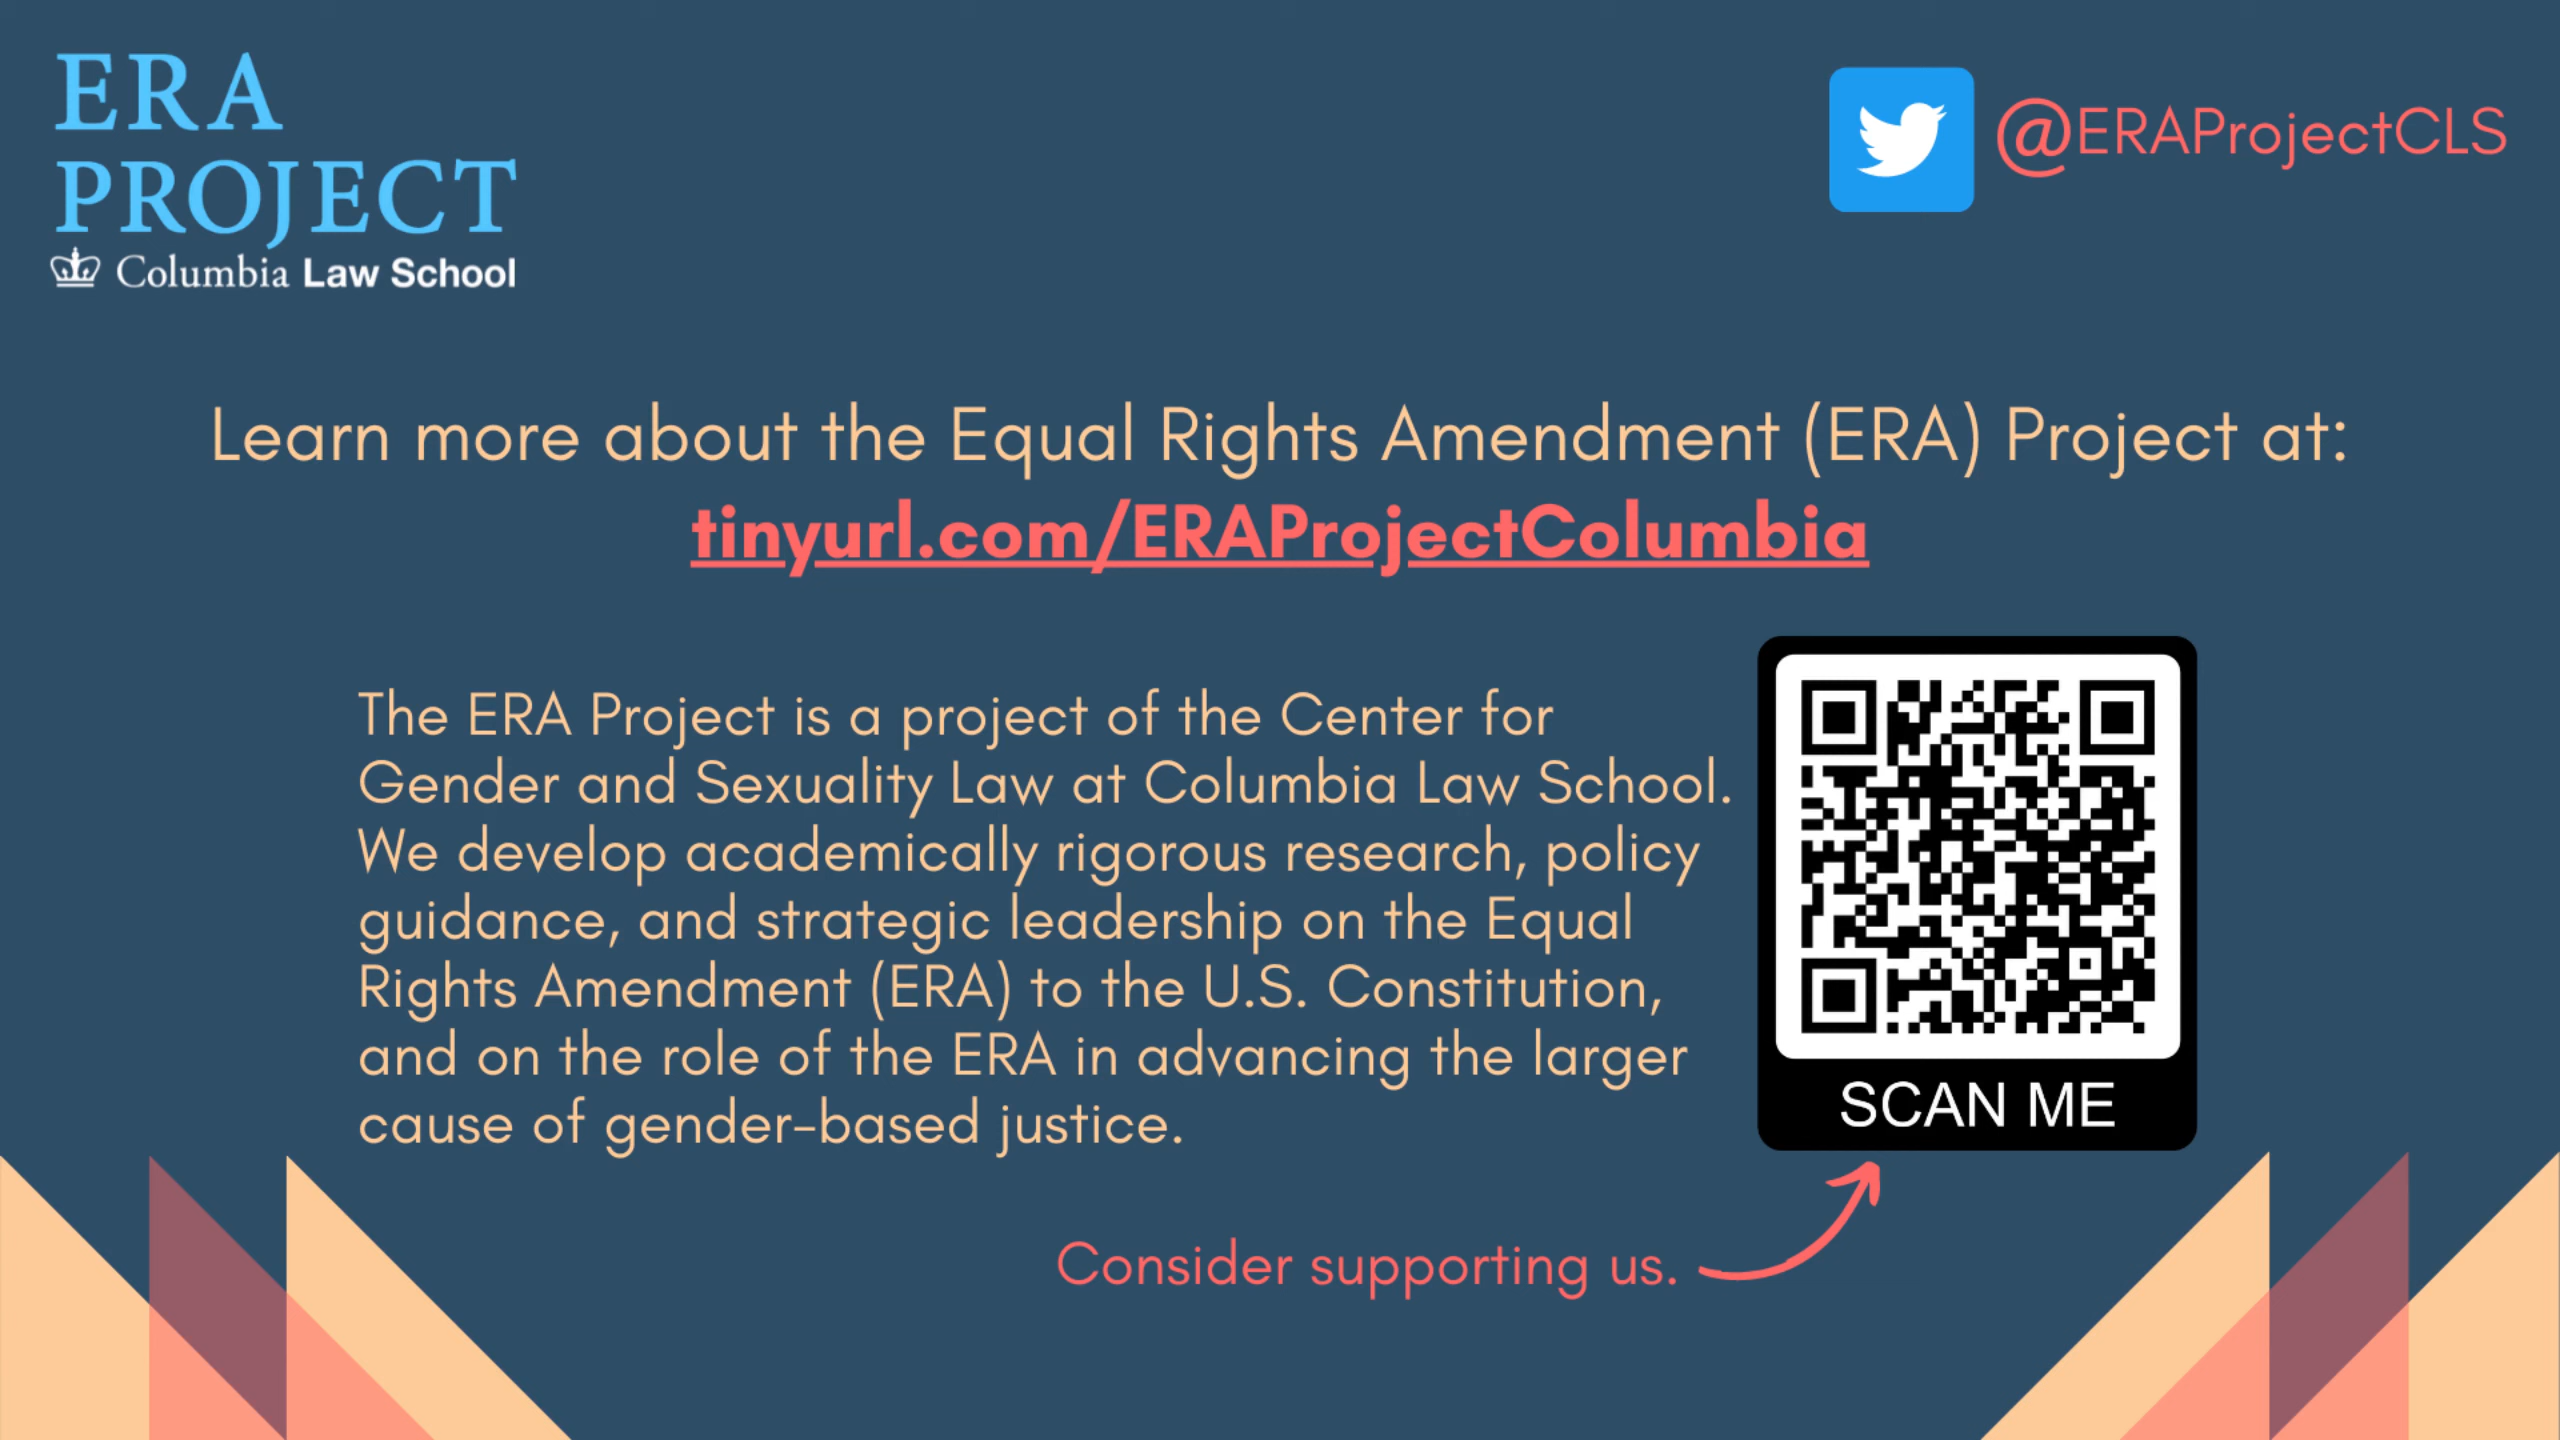 ERA
PROJECT
Columbia Law School
@ERAProjectCLS
Learn more about the Equal Rights Amendment (ERA) Project at:
tinyurl.com/ERAProjectColumbia
The ERA Project is a project of the Center for
Gender and Sexuality Law at Columbia Law School.
We develop academically rigorous research, policy
guidance, and strategic leadership on the Equal
Rights Amendment (ERA) to the U.S. Constitution,
and on the role of the ERA in advancing the larger
cause of gender-based justice.
SCAN ME
Consider supporting us.